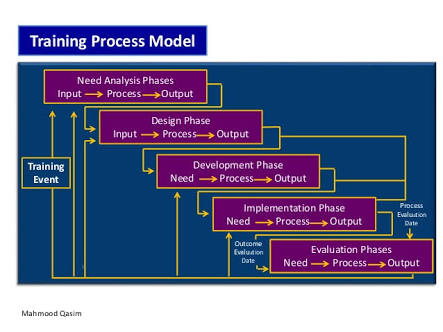 Training Process Model
Need Analysis Phases
Input Process Output
Design Phase
Input Process Output
Development Phase
Need Process Output
Training
Event
Implementation Phase
Need Process Output
Process
Evaluation
Date
Outcome
Evaluation
Date
Evaluation Phases
Need Process Output
Mahmood Qasim